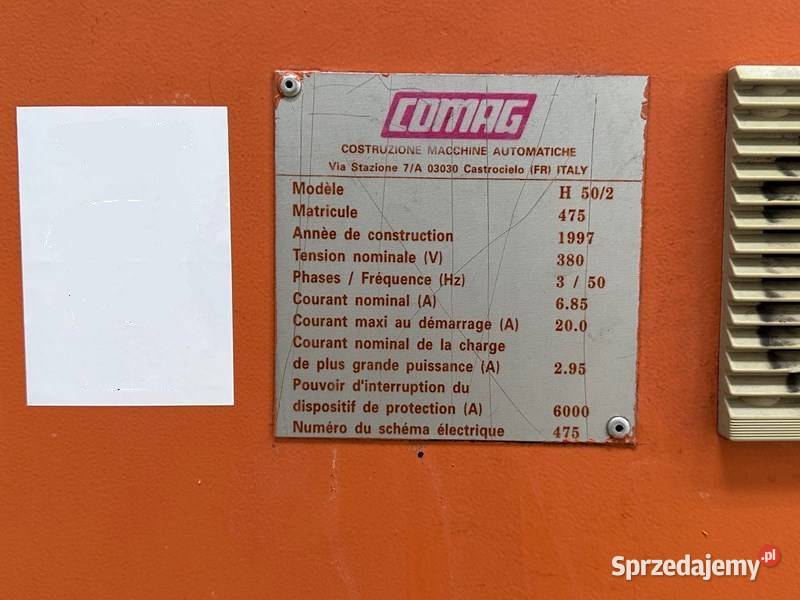 COMAG
COSTRUZIONE MACCHINE AUTOMATICHE
Via Stazione 7/A 03030 Castrocielo (FR) ITALY
Modèle H 50/2
Matricule 475
Annèe de construction 1997
Tension nominale (V) 380
Phases / Fréquence (Hz) 3 / 50
Courant nominal (A) 6.85
Courant maxi au démarrage (A) 20.0
Courant nominal de la charge
de plus grande puissance (A) 2.95
Pouvoir d'interruption du
dispositif de protection (A) 6000
Numéro du schéma électrique 475
Sprzedajemy.pl